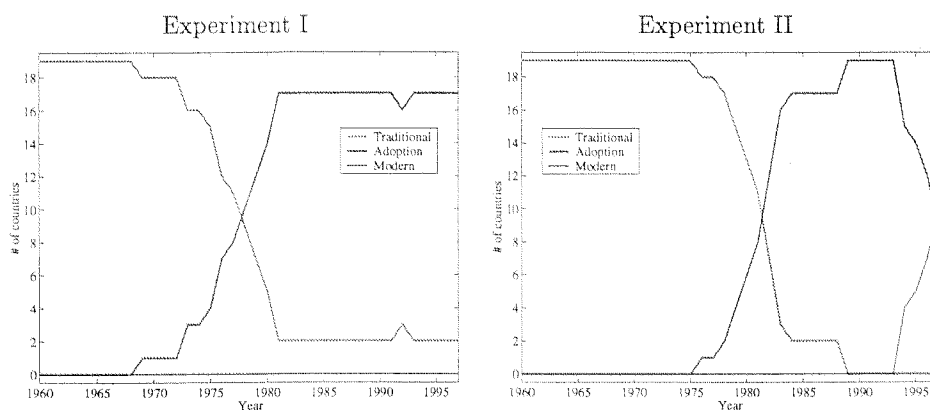 Experiment I
18
16
14
12
10
8
6
4
2
0
# of countries
Traditional
Adoption
Modern
1960 1965 1970 1975 1980 1985 1990 1995
Year
Experiment II
18
16
14
12
10
8
6
4
2
0
# of countries
Traditional
Adoption
Modern
1960 1965 1970 1975 1980 1985 1990 1995
Year